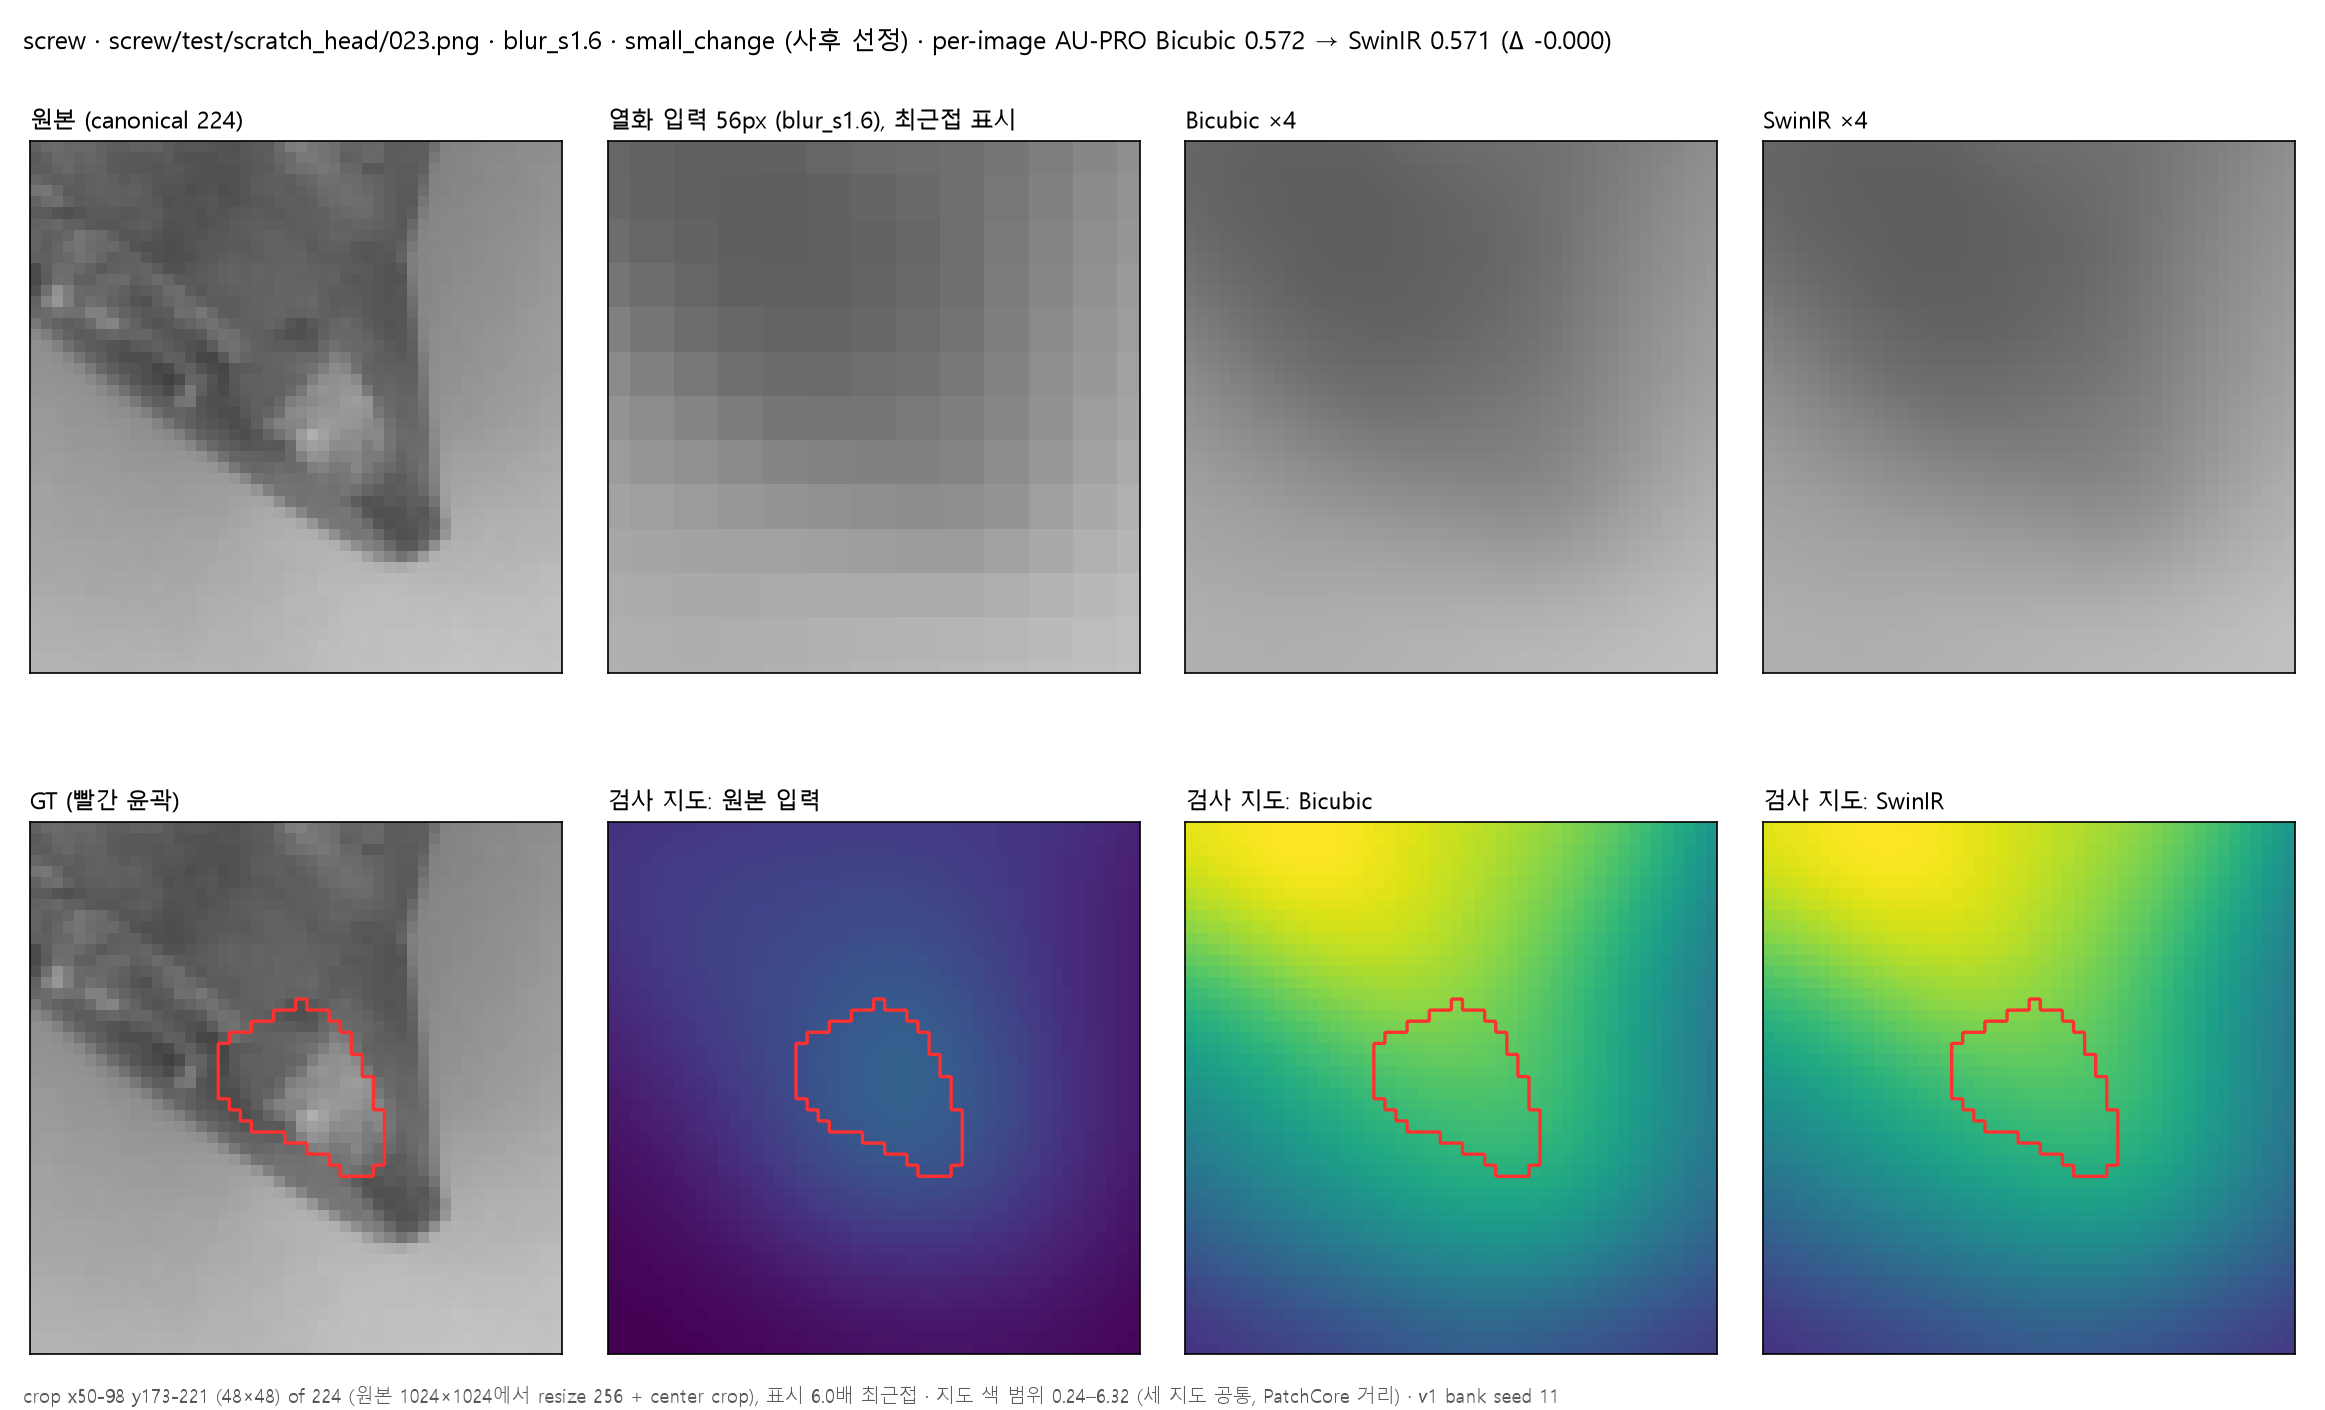 screw · screw/test/scratch_head/023.png · blur_s1.6 · small_change (사후 선정) · per-image AU-PRO Bicubic 0.572 → SwinIR 0.571 (Δ -0.000)
원본 (canonical 224)
열화 입력 56px (blur_s1.6), 최근접 표시
Bicubic ×4
SwinIR ×4
GT (빨간 윤곽)
검사 지도: 원본 입력
검사 지도: Bicubic
검사 지도: SwinIR
crop x50-98 y173-221 (48×48) of 224 (원본 1024×1024에서 resize 256 + center crop), 표시 6.0배 최근접 · 지도 색 범위 0.24–6.32 (세 지도 공통, PatchCore 거리) · v1 bank seed 11